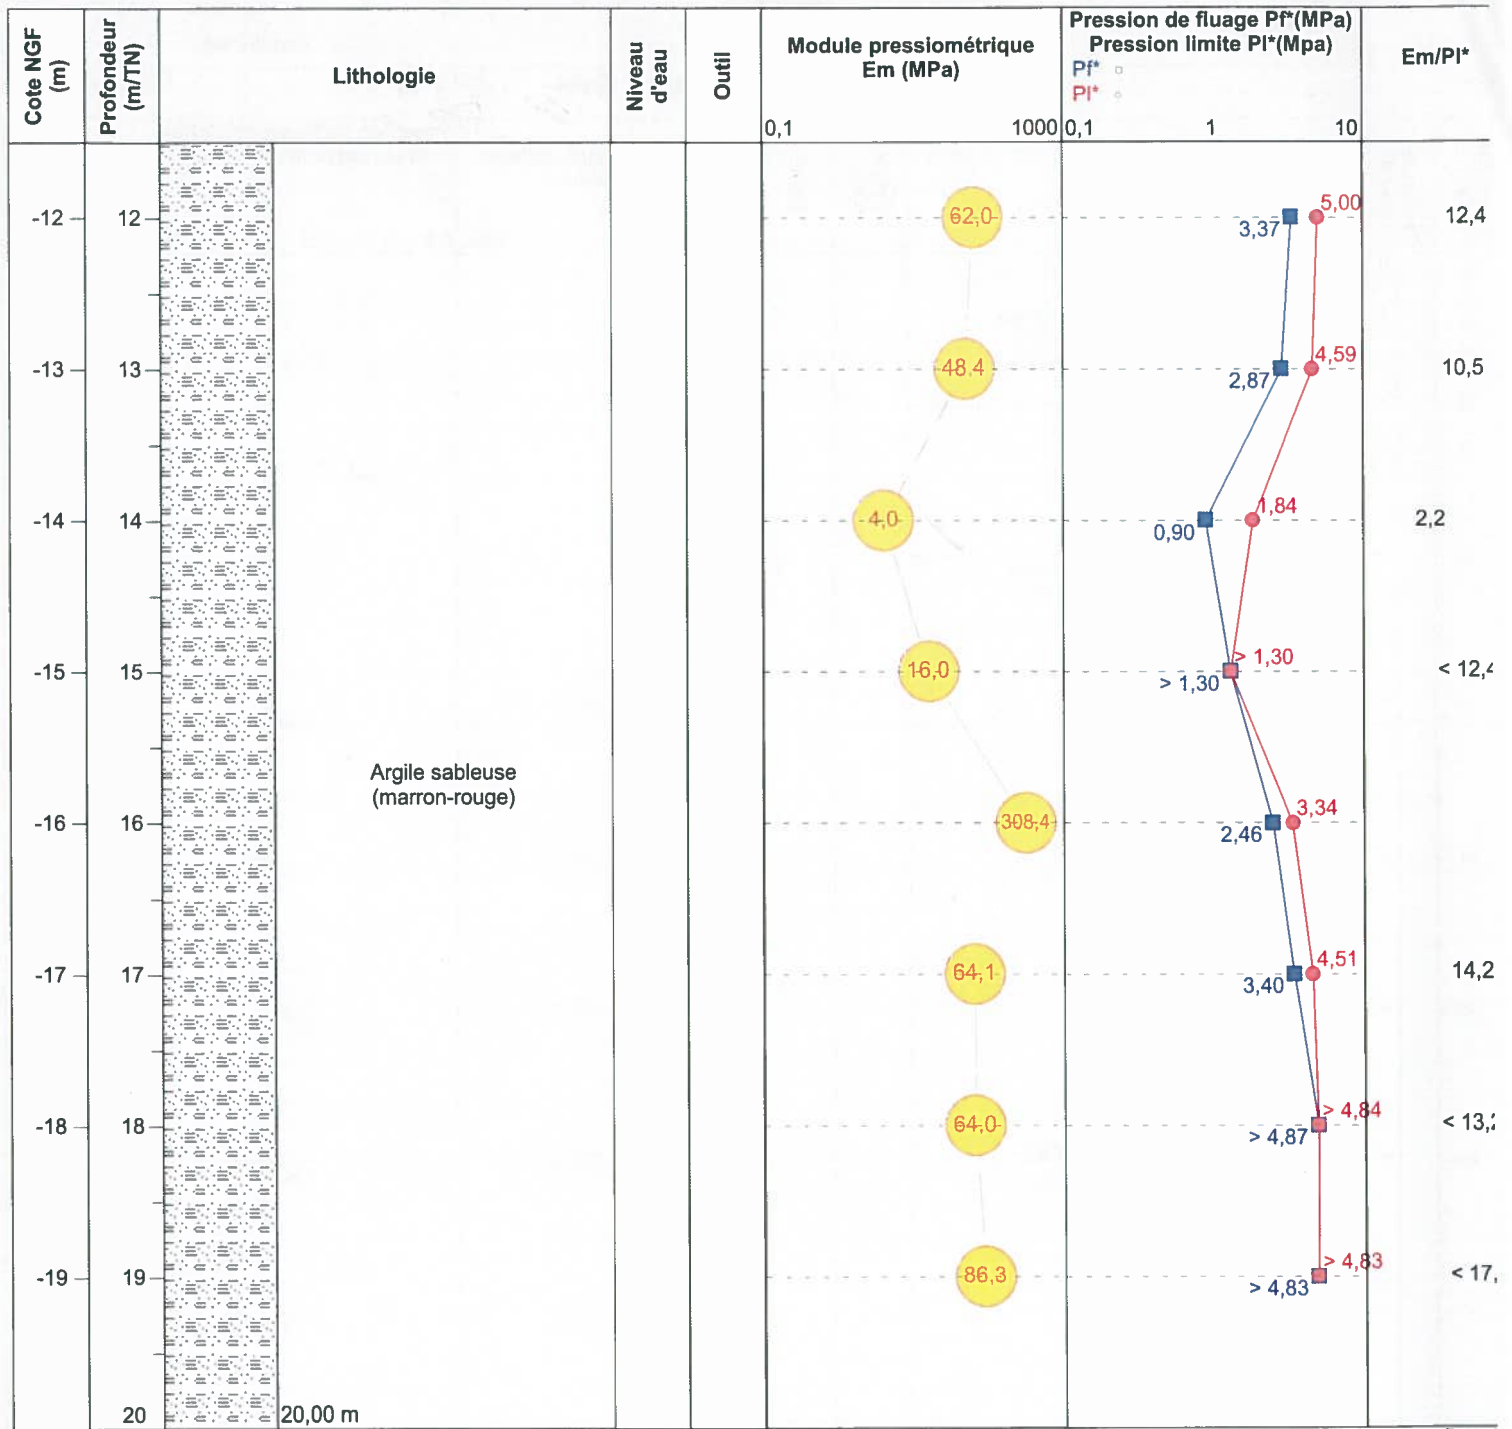 Cote NGF
(m)
Profondeur
(m/TN)
Lithologie
Niveau
d'eau
Outil
Module pressiométrique
Em (MPa)
0,1 1000
Pression de fluage Pf*(MPa)
Pression limite Pl*(Mpa)
Pf*
Pl*
0,1 1 10
Em/Pl*
-12 12 62,0 3,37 5,00 12,4
-13 13 48,4 2,87 4,59 10,5
-14 14 4,0 0,90 1,84 2,2
-15 15 16,0 > 1,30 > 1,30 < 12,4
Argile sableuse
(marron-rouge)
-16 16 308,4 2,46 3,34
-17 17 64,1 3,40 4,51 14,2
-18 18 64,0 > 4,87 > 4,84 < 13,2
-19 19 86,3 > 4,83 > 4,83 < 17,
20 20,00 m